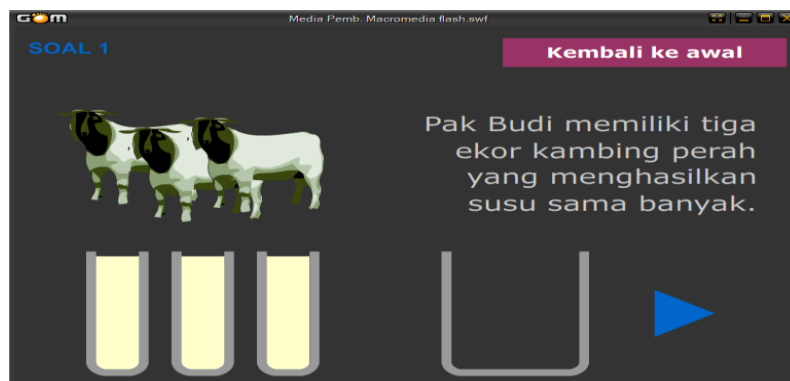 GOM
Media Pemb. Macromedia flash.swf
SOAL 1
Kembali ke awal
Pak Budi memiliki tiga
ekor kambing perah
yang menghasilkan
susu sama banyak.